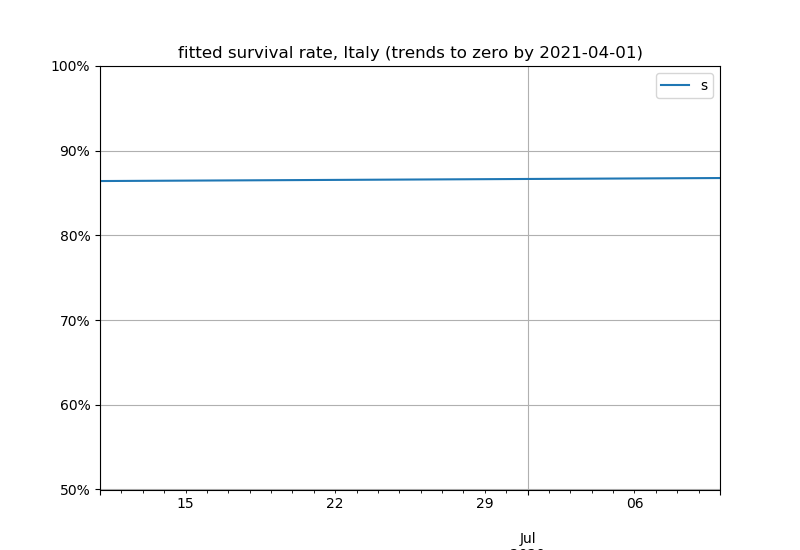 fitted survival rate, Italy (trends to zero by 2021-04-01)
100%
s
90%
80%
70%
60%
50%
15 22 29 06
Jul